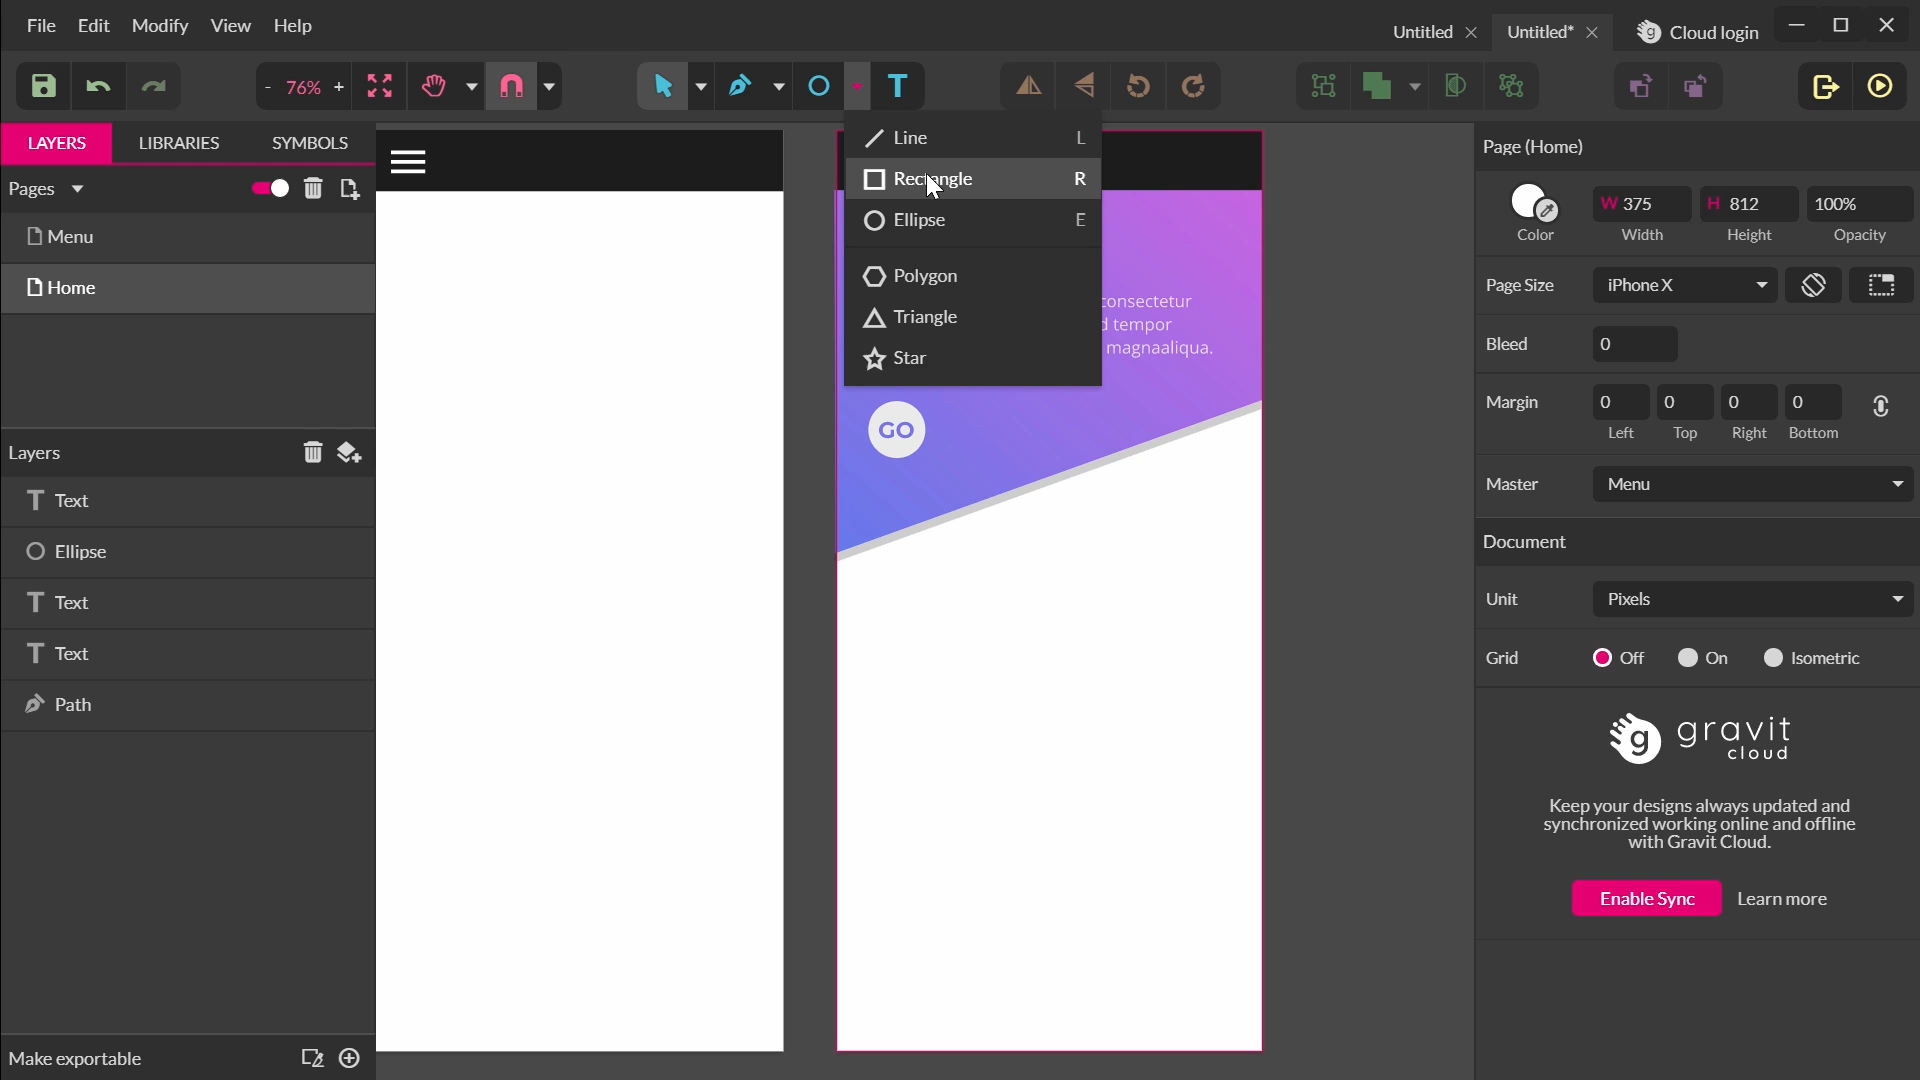 File Edit Modify View Help
Untitled Untitled* Cloud login
- 76% + T
LAYERS LIBRARIES SYMBOLS
Pages
Menu
Home
Layers
T Text
Ellipse
T Text
T Text
Path
Make exportable
Line L
Rectangle R
Ellipse E
Polygon
Triangle
Star
consectetur
tempor
magnaaliqua.
GO
Page (Home)
W 375 H 812 100%
Color Width Height Opacity
Page Size iPhone X
Bleed 0
Margin 0 0 0 0
Left Top Right Bottom
Master Menu
Document
Unit Pixels
Grid Off On Isometric
gravit
cloud
Keep your designs always updated and
synchronized working online and offline
with Gravit Cloud.
Enable Sync Learn more